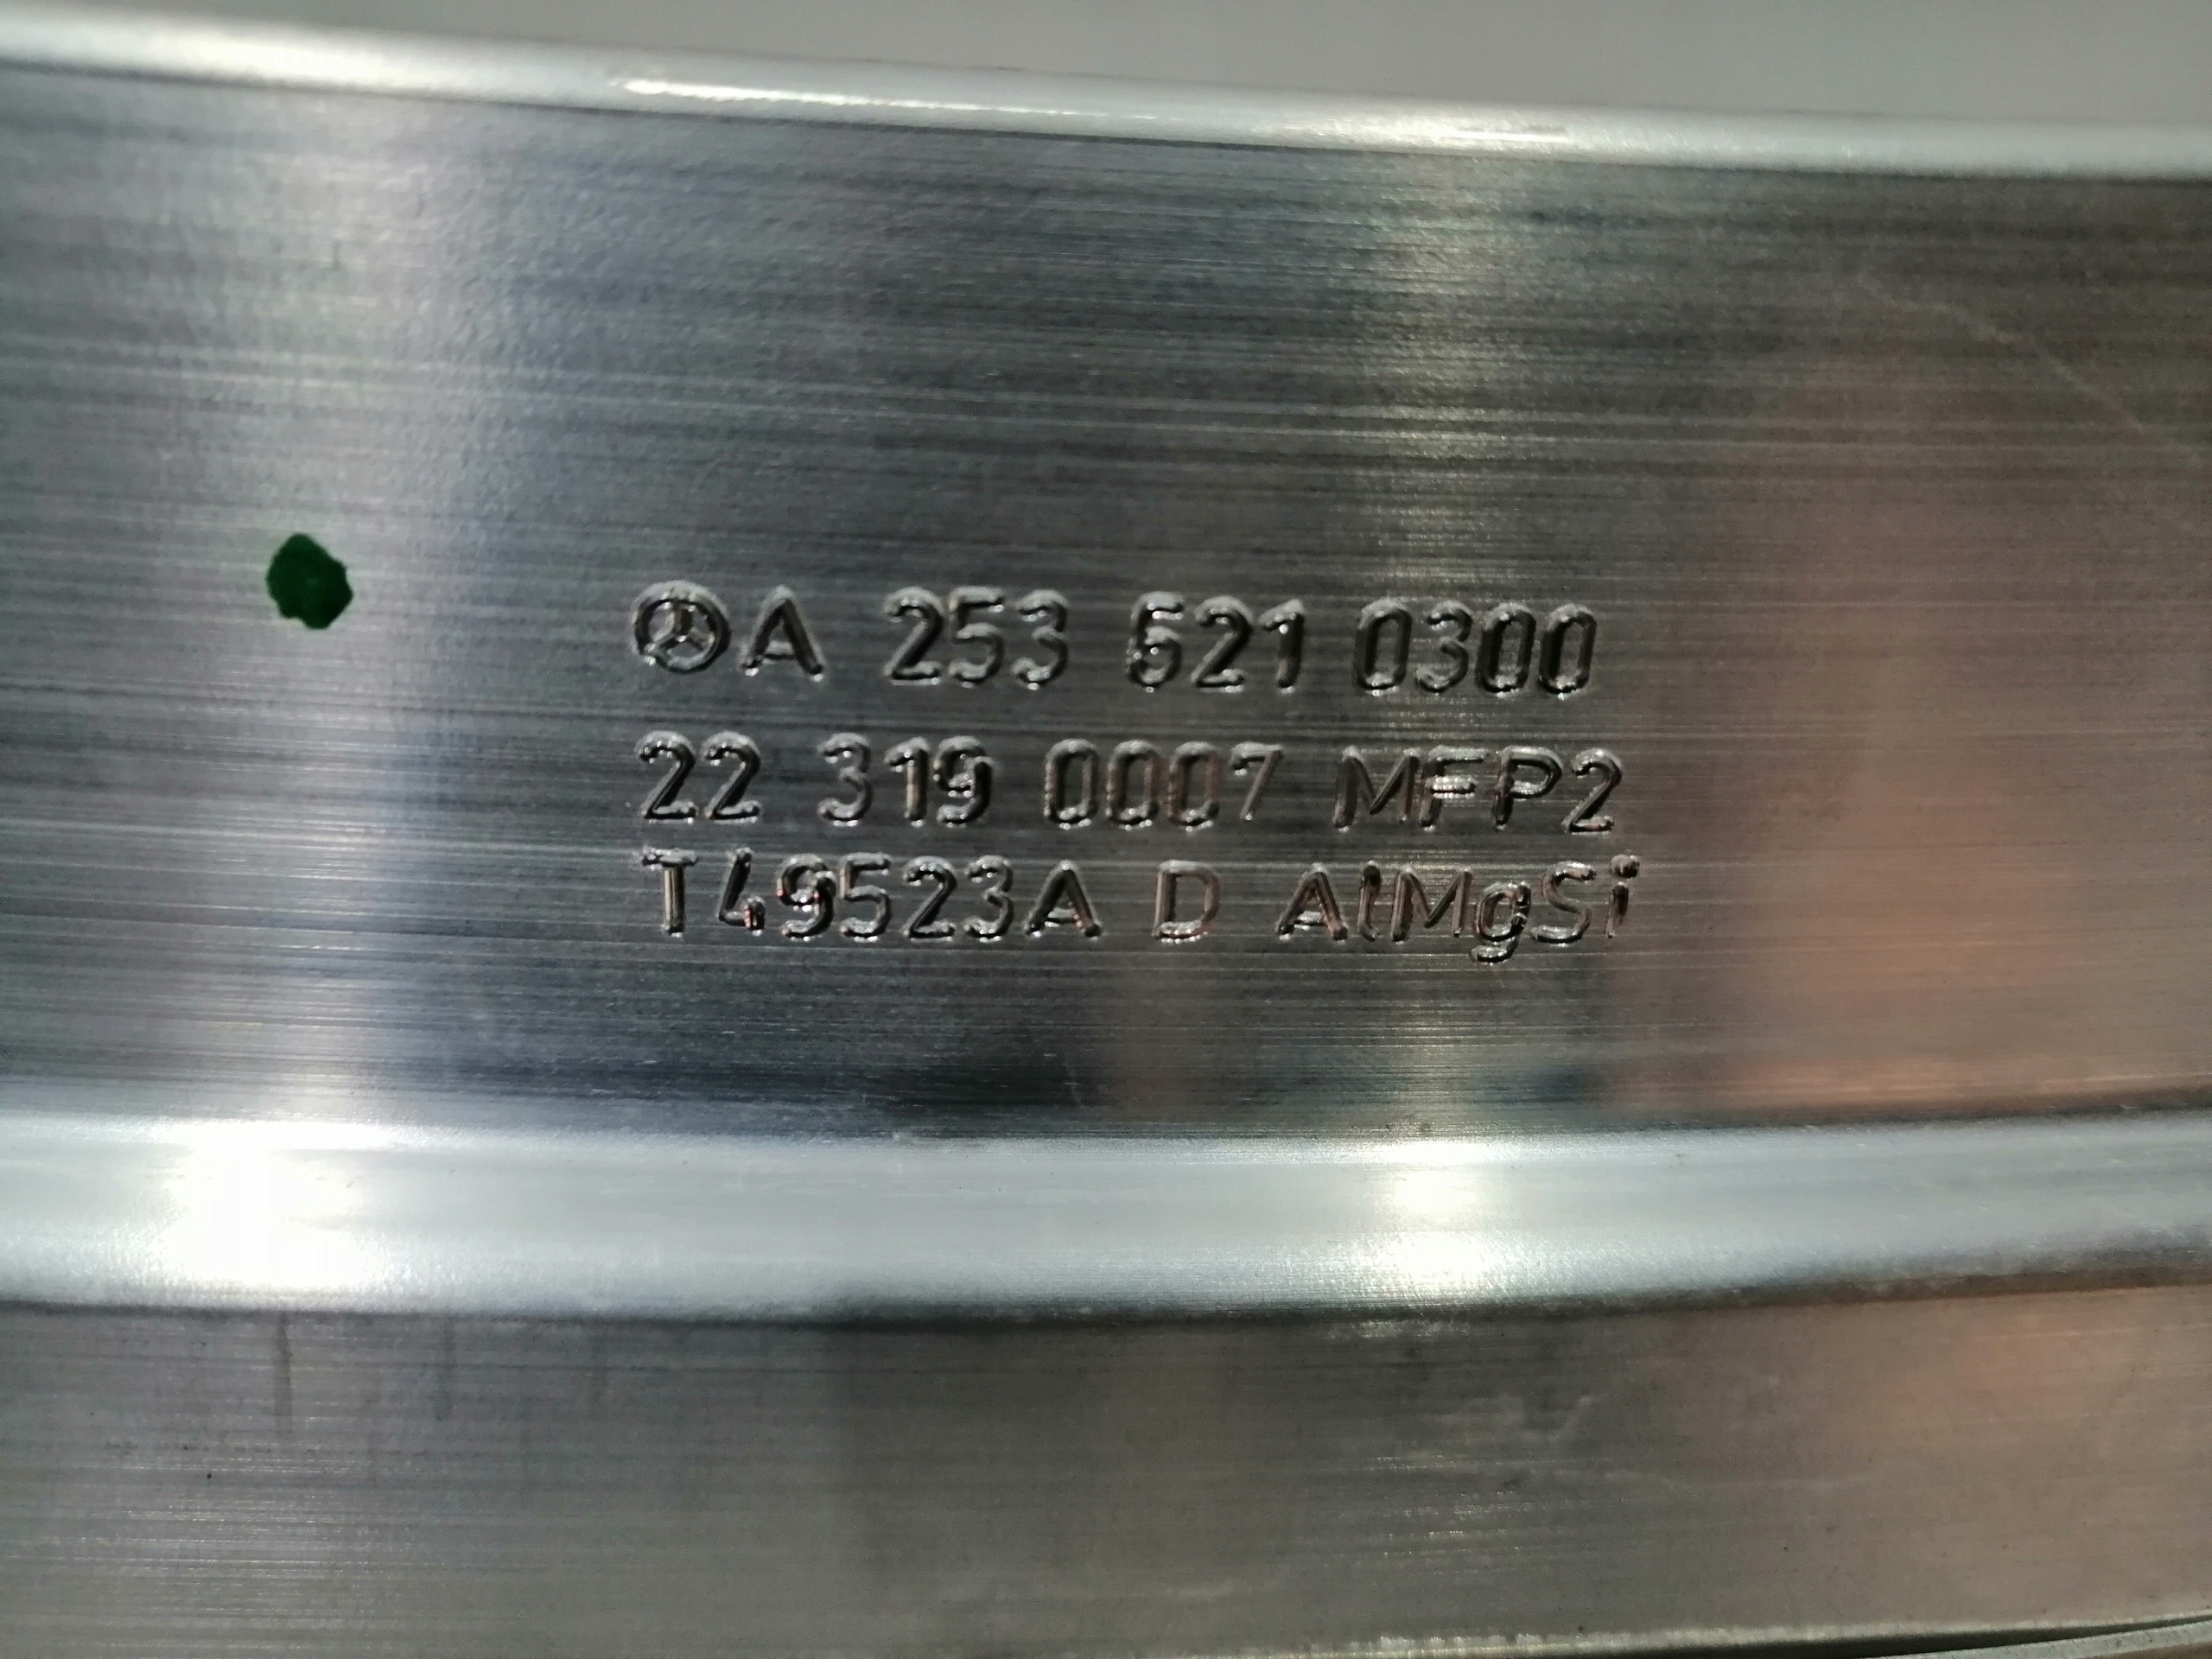 A 253 621 0300
22 319 0007 MFP2
T49523A D AlMgSi